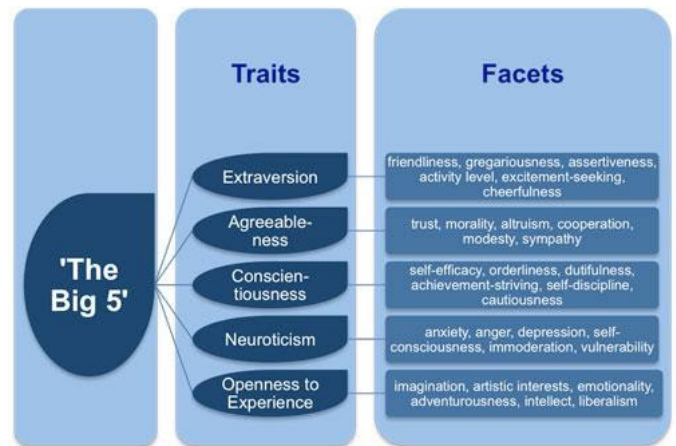 Traits
Facets
'The
Big 5'
Extraversion
friendliness, gregariousness, assertiveness,
activity level, excitement-seeking,
cheerfulness
Agreeable-
ness
trust, morality, altruism, cooperation,
modesty, sympathy
Conscien-
tiousness
self-efficacy, orderliness, dutifulness,
achievement-striving, self-discipline,
cautiousness
Neuroticism
anxiety, anger, depression, self-
consciousness, immoderation, vulnerability
Openness to
Experience
imagination, artistic interests, emotionality,
adventurousness, intellect, liberalism